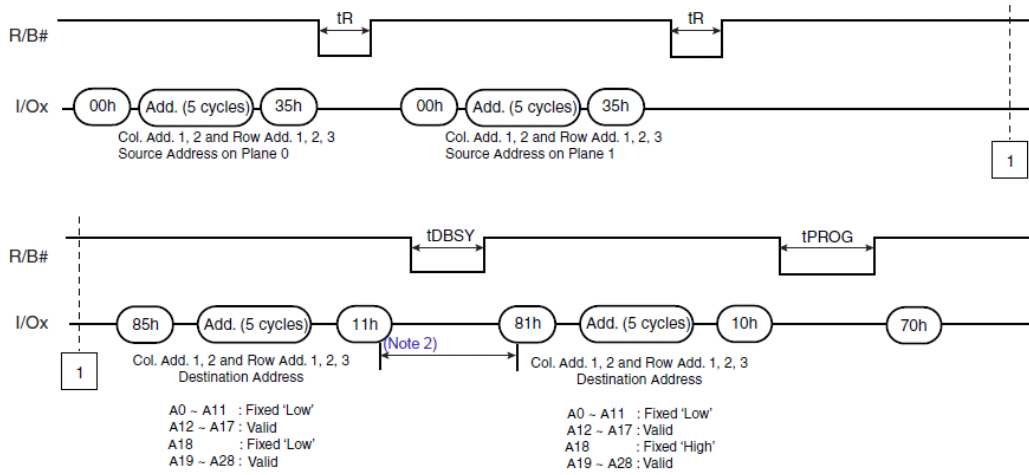 tR tR
R/B#
I/Ox 00h Add. (5 cycles) 35h 00h Add. (5 cycles) 35h
Col. Add. 1, 2 and Row Add. 1, 2, 3
Source Address on Plane 0
Col. Add. 1, 2 and Row Add. 1, 2, 3
Source Address on Plane 1
1
tDBSY tPROG
R/B#
I/Ox 85h Add. (5 cycles) 11h 81h Add. (5 cycles) 10h 70h
(Note 2)
1
Col. Add. 1, 2 and Row Add. 1, 2, 3
Destination Address
A0 ~ A11 : Fixed 'Low'
A12 ~ A17 : Valid
A18 : Fixed 'Low'
A19 ~ A28 : Valid
Col. Add. 1, 2 and Row Add. 1, 2, 3
Destination Address
A0 ~ A11 : Fixed 'Low'
A12 ~ A17 : Valid
A18 : Fixed 'High'
A19 ~ A28 : Valid